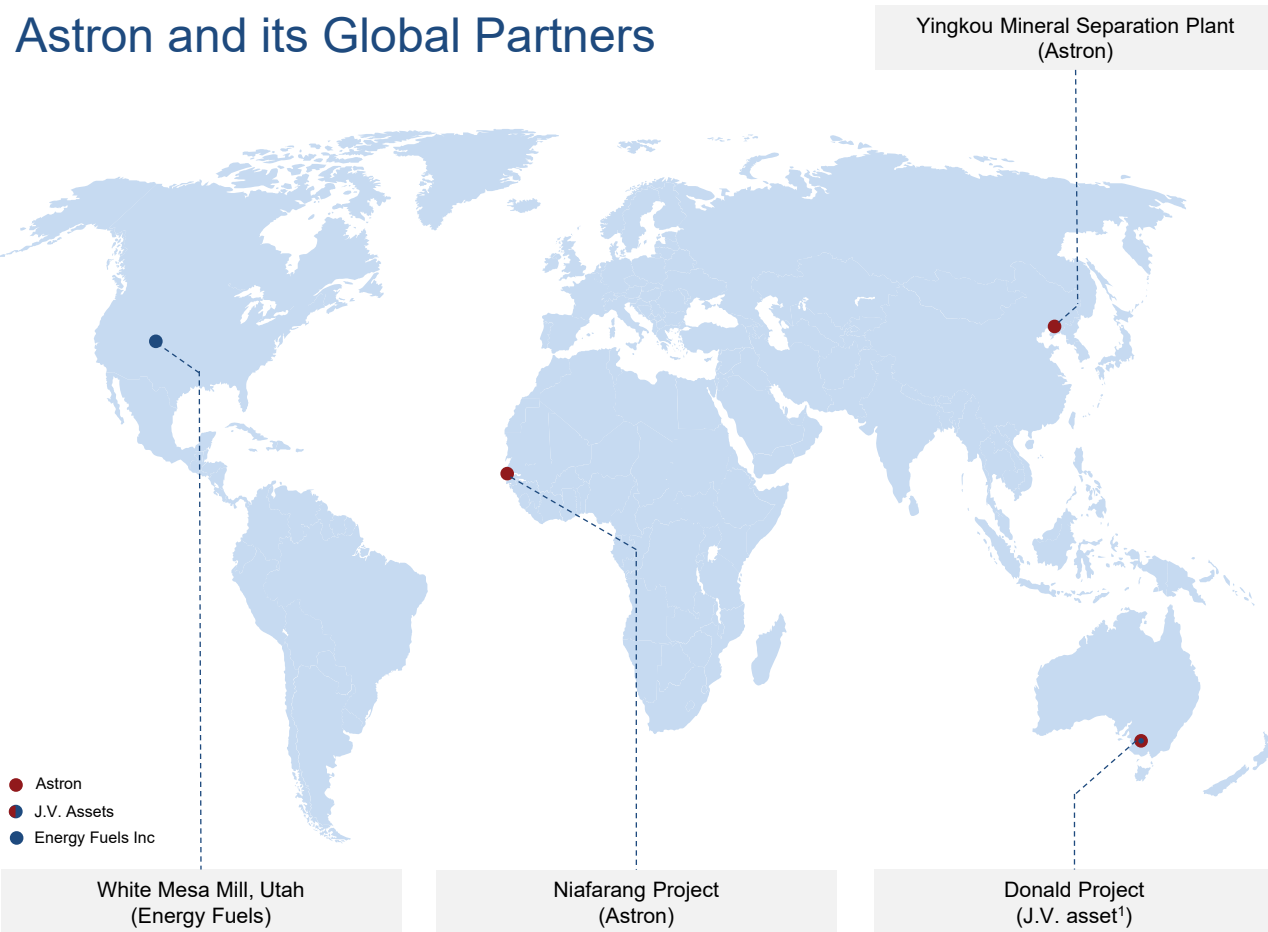 Astron and its Global Partners
Yingkou Mineral Separation Plant
(Astron)
Astron
J.V. Assets
Energy Fuels Inc
White Mesa Mill, Utah
(Energy Fuels)
Niafarang Project
(Astron)
Donald Project
(J.V. asset¹)